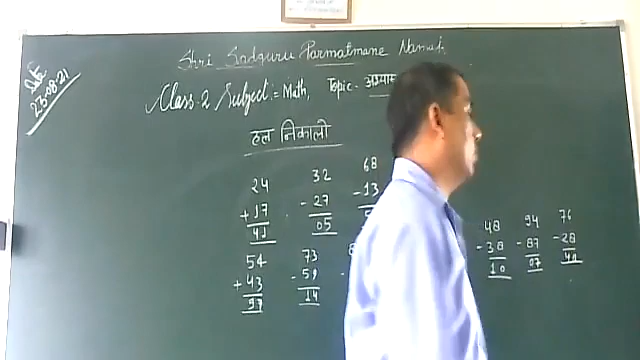 Shri Sadguru Parmatmane Namah
Date
23-08-21
Class-2 Subject:= Math, Topic- अभ्यास
हल निकालो
24 32 68
+17 -27 -13
41 05 5
48 94 76
-38 -87 -28
10 07 48
54 73
+43 -59
97 14